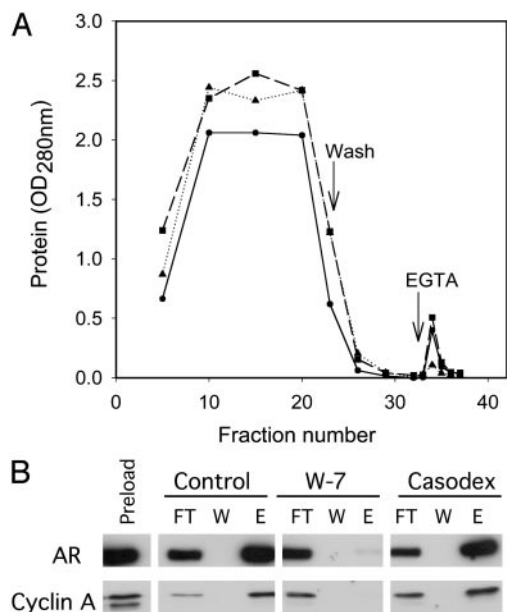 A
Protein (OD280nm)
3.0
2.5
2.0
1.5
1.0
0.5
0.0
Wash
EGTA
0 10 20 30 40
Fraction number
B
Preload
Control W-7 Casodex
FT W E FT W E FT W E
AR
Cyclin A